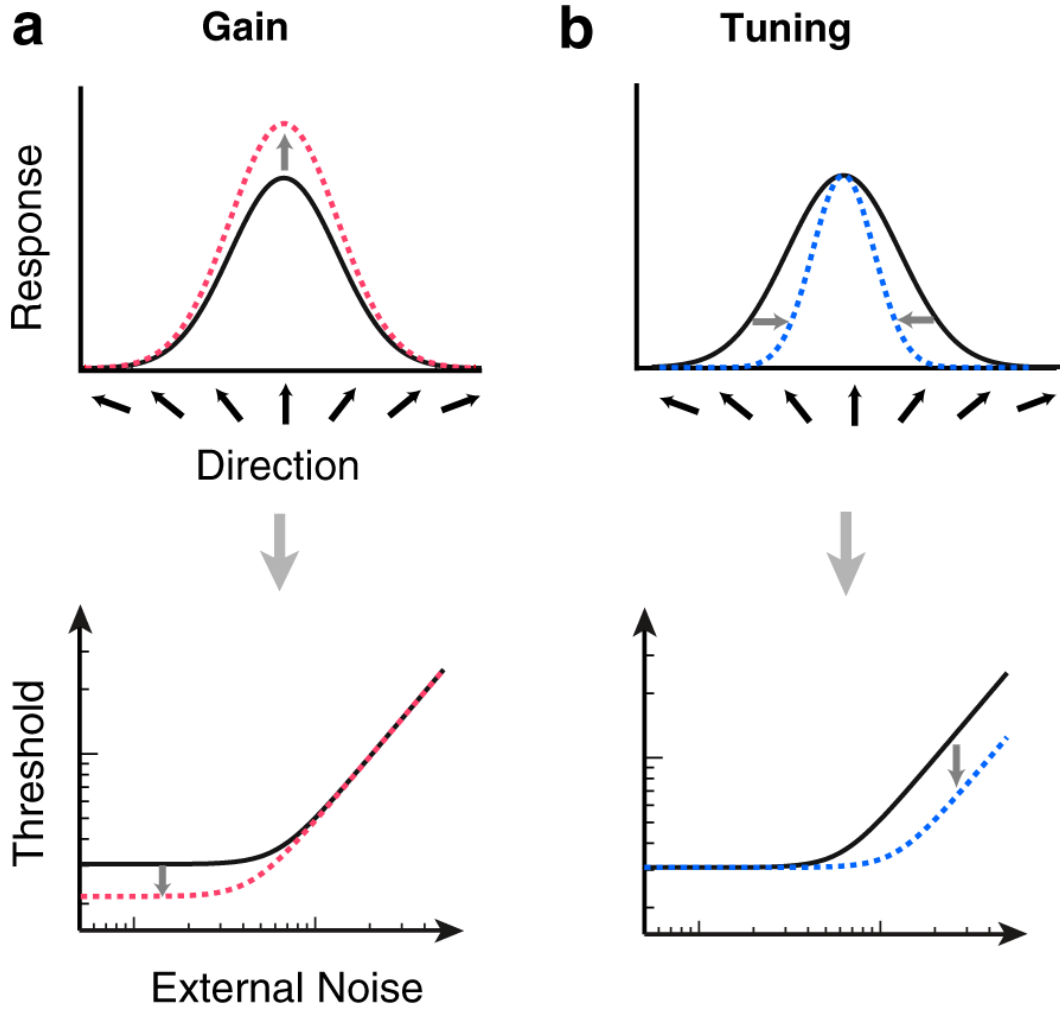 a
Gain
b
Tuning
Response
Direction
Threshold
External Noise